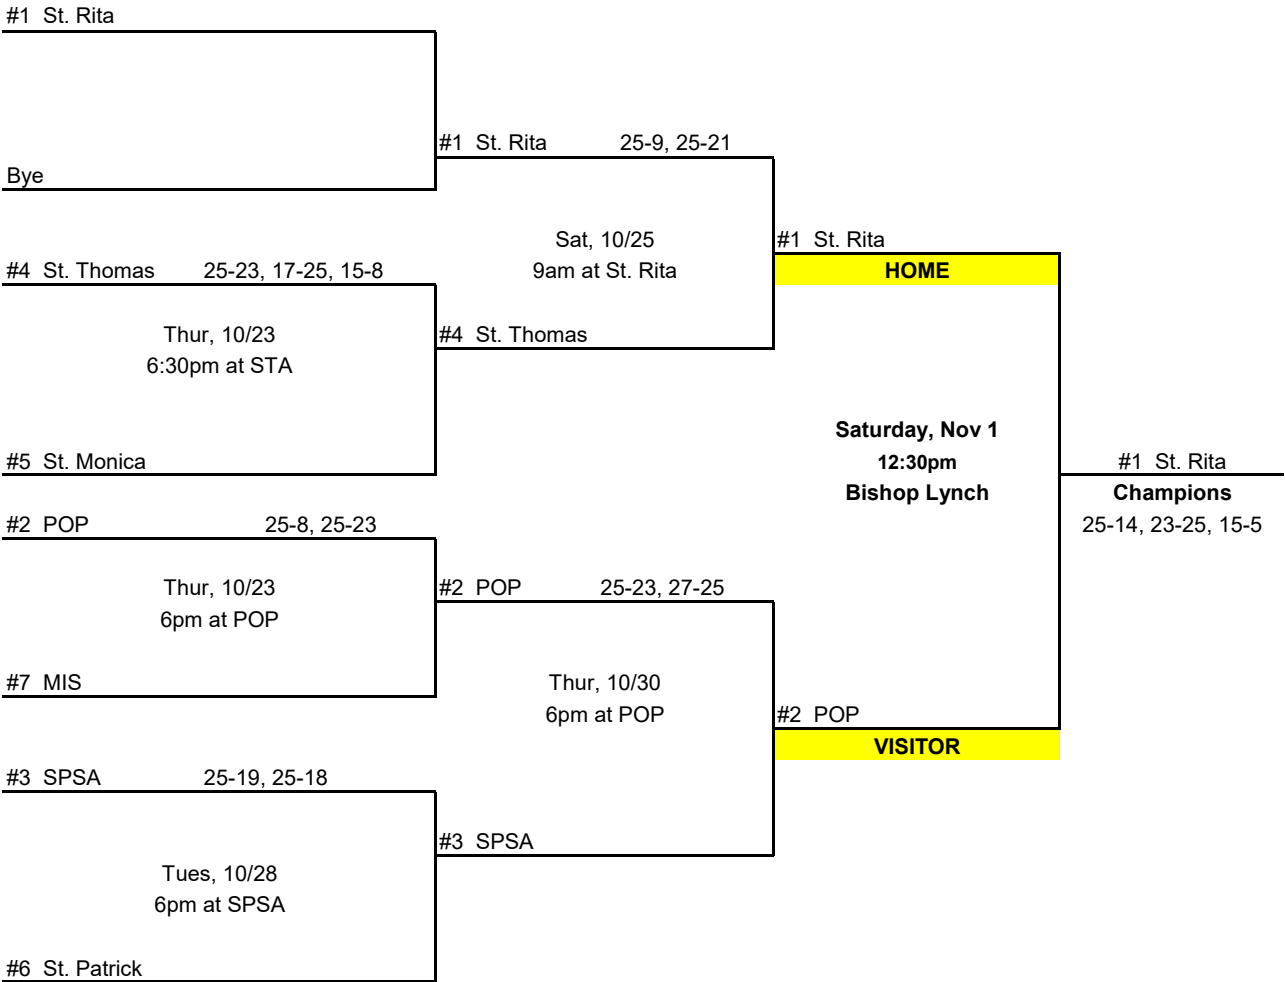 #1 St. Rita
#1 St. Rita 25-9, 25-21
Bye
Sat, 10/25
9am at St. Rita
#1 St. Rita
HOME
#4 St. Thomas 25-23, 17-25, 15-8
Thur, 10/23
6:30pm at STA
#4 St. Thomas
#5 St. Monica
Saturday, Nov 1
12:30pm
Bishop Lynch
#1 St. Rita
Champions
25-14, 23-25, 15-5
#2 POP 25-8, 25-23
Thur, 10/23
6pm at POP
#2 POP 25-23, 27-25
#7 MIS
Thur, 10/30
6pm at POP
#2 POP
VISITOR
#3 SPSA 25-19, 25-18
#3 SPSA
Tues, 10/28
6pm at SPSA
#6 St. Patrick